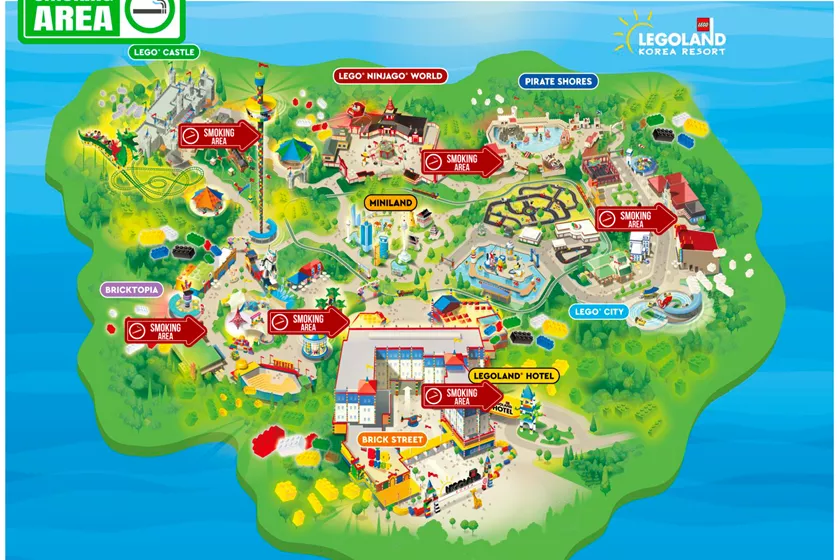 AREA
LEGO
LEGOLAND
KOREA RESORT
LEGO® CASTLE
LEGO® NINJAGO® WORLD
PIRATE SHORES
SMOKING
AREA
SMOKING
AREA
MINILAND
SMOKING
AREA
BRICKTOPIA
LEGO® CITY
SMOKING
AREA
SMOKING
AREA
LEGOLAND® HOTEL
SMOKING
AREA
HOTEL
BRICK STREET